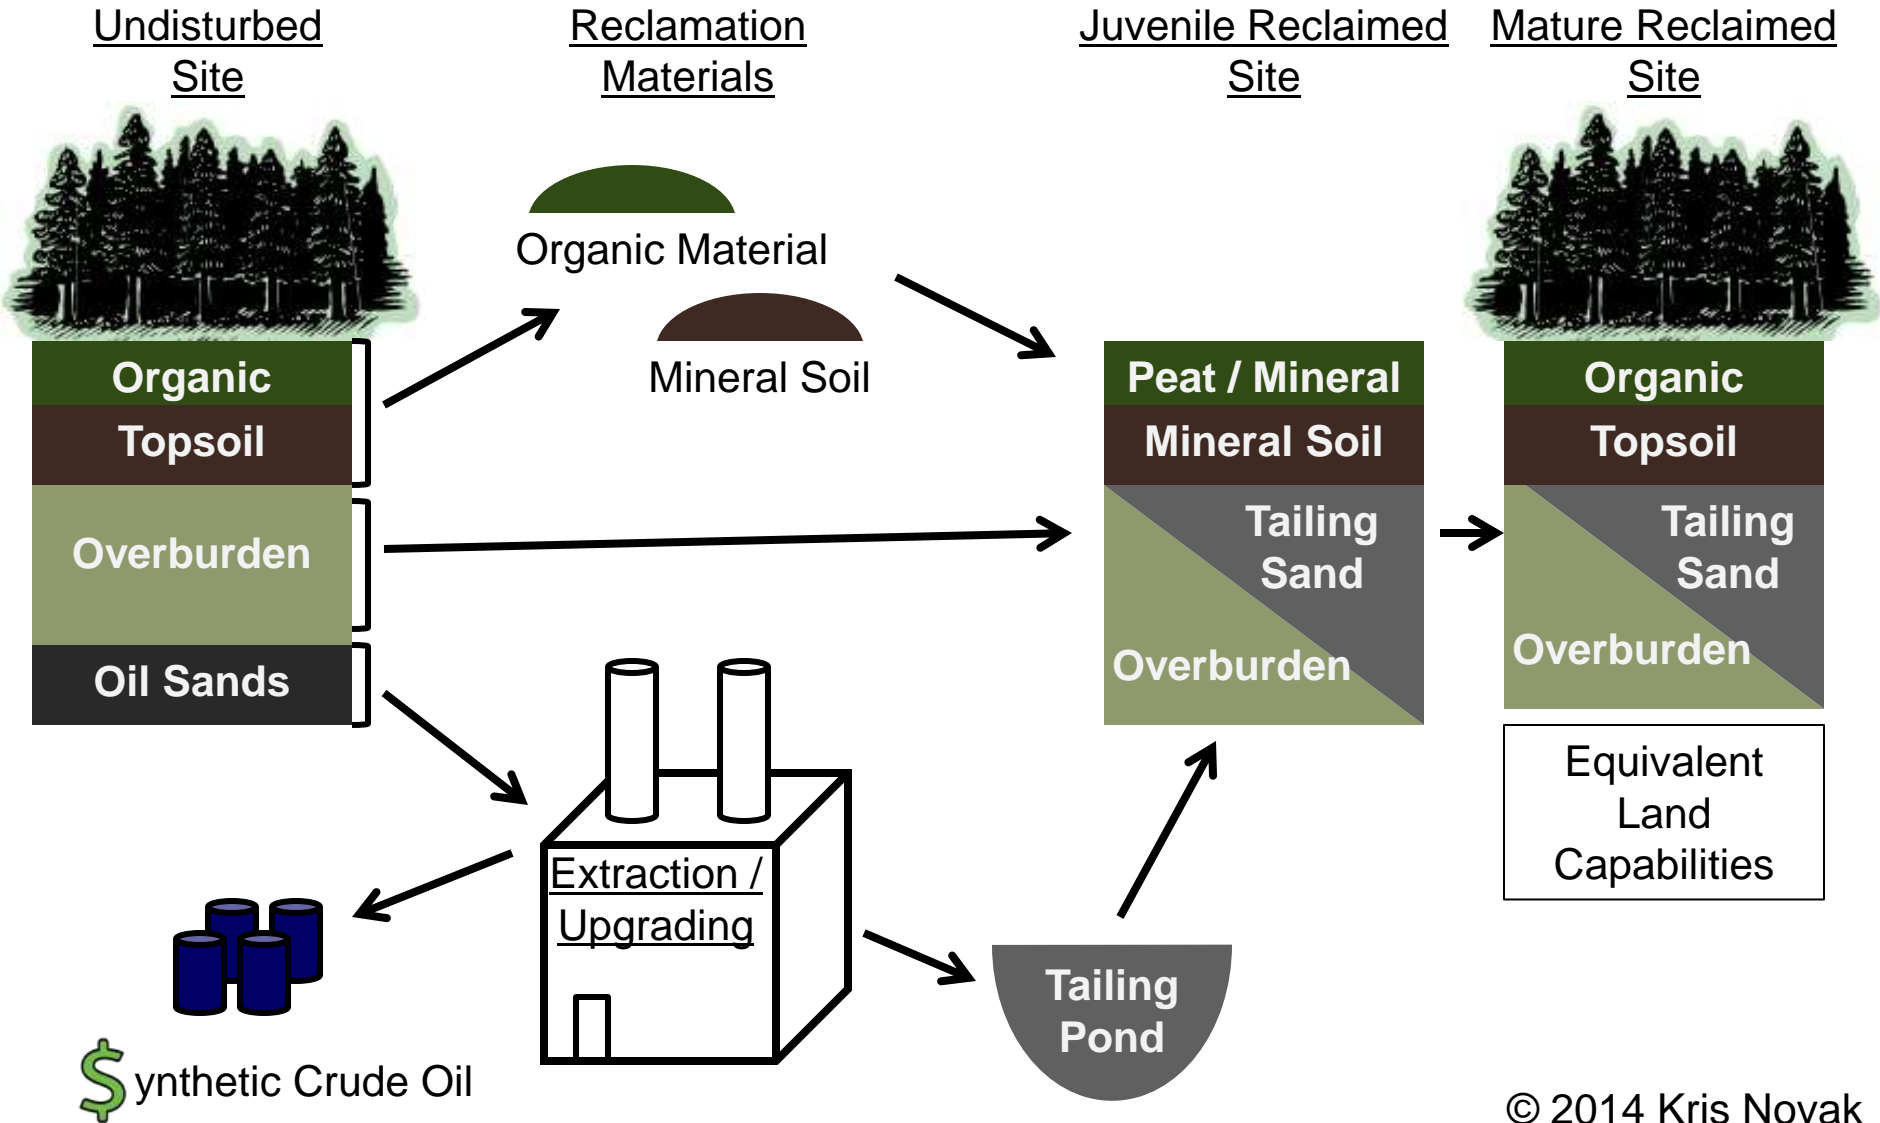 Undisturbed
Site
Reclamation
Materials
Juvenile Reclaimed
Site
Mature Reclaimed
Site
Organic Material
Mineral Soil
Organic
Topsoil
Overburden
Oil Sands
Peat / Mineral
Mineral Soil
Tailing
Sand
Overburden
Organic
Topsoil
Tailing
Sand
Overburden
Equivalent
Land
Capabilities
Extraction /
Upgrading
Tailing
Pond
$ynthetic Crude Oil
© 2014 Kris Novak